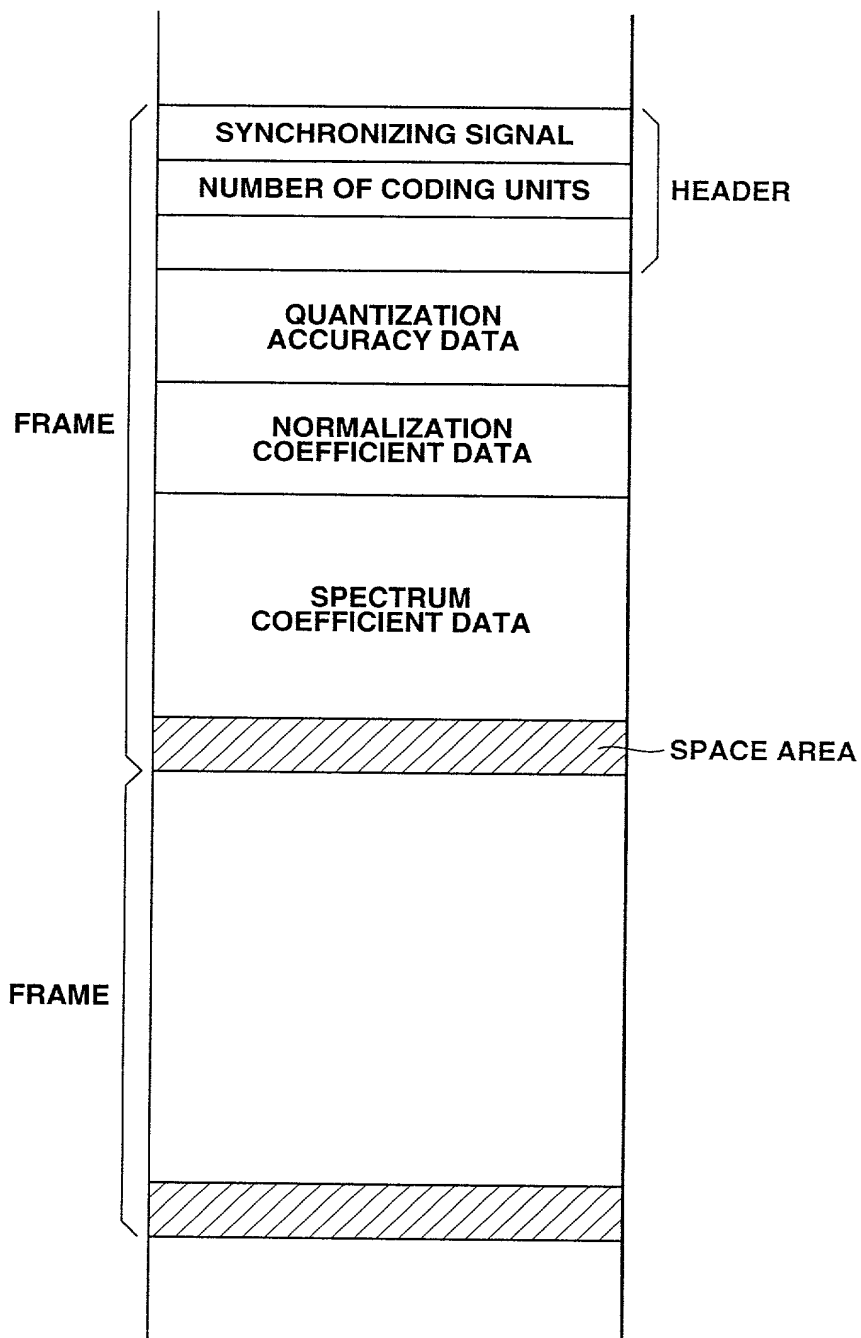 SYNCHRONIZING SIGNAL
NUMBER OF CODING UNITS
HEADER
QUANTIZATION
ACCURACY DATA
FRAME
NORMALIZATION
COEFFICIENT DATA
SPECTRUM
COEFFICIENT DATA
SPACE AREA
FRAME